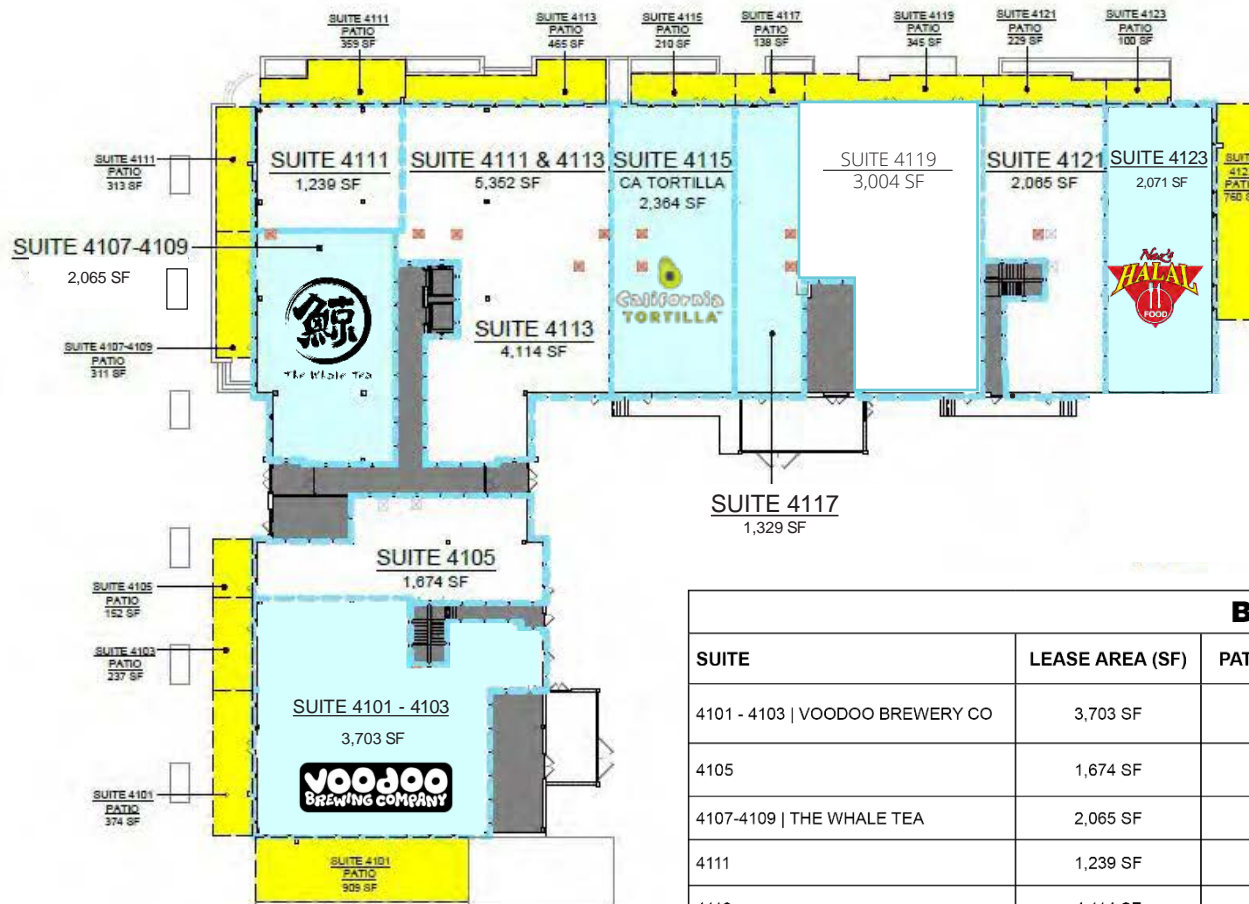 SUITE 4111
PATIO
359 SF
SUITE 4113
PATIO
465 SF
SUITE 4115
PATIO
210 SF
SUITE 4117
PATIO
138 SF
SUITE 4119
PATIO
345 SF
SUITE 4121
PATIO
229 SF
SUITE 4123
PATIO
100 SF
SUITE 4111
PATIO
313 SF
SUITE 4111
1,239 SF
SUITE 4111 & 4113
5,352 SF
SUITE 4115
CA TORTILLA
2,364 SF
SUITE 4119
3,004 SF
SUITE 4121
2,065 SF
SUITE 4123
2,071 SF
SUITE 4107-4109
2,065 SF
鯨
The Whale Tea
California
TORTILLA
Naz's
HALAL
FOOD
SUITE 4113
4,114 SF
SUITE 4107-4109
PATIO
311 SF
SUITE 4117
1,329 SF
SUITE 4105
1,674 SF
SUITE 4105
PATIO
152 SF
SUITE 4103
PATIO
237 SF
SUITE 4101 - 4103
3,703 SF
VOODOO
BREWING COMPANY
SUITE 4101
PATIO
374 SF
SUITE 4101
PATIO
909 SF
B
SUITE LEASE AREA (SF) PAT
4101 - 4103 | VOODOO BREWERY CO 3,703 SF
4105 1,674 SF
4107-4109 | THE WHALE TEA 2,065 SF
4111 1,239 SF